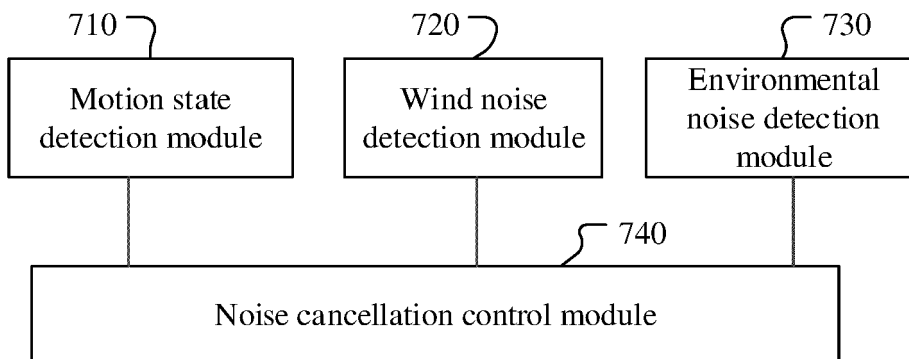 710
720
730
Motion state
detection module
Wind noise
detection module
Environmental
noise detection
module
740
Noise cancellation control module